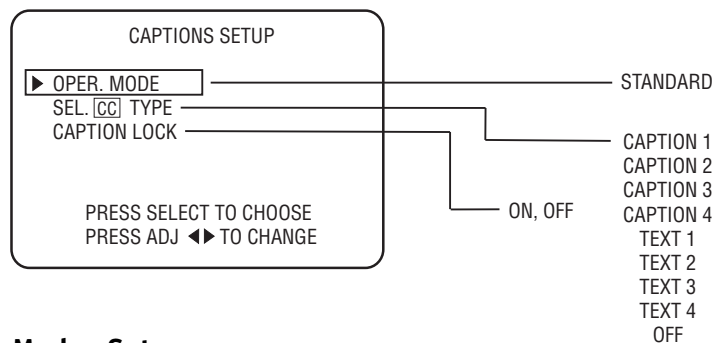 CAPTIONS SETUP
▶ OPER. MODE
SEL. CC TYPE
CAPTION LOCK
PRESS SELECT TO CHOOSE
PRESS ADJ ◀▶ TO CHANGE
STANDARD
CAPTION 1
CAPTION 2
CAPTION 3
CAPTION 4
TEXT 1
TEXT 2
TEXT 3
TEXT 4
OFF
ON, OFF